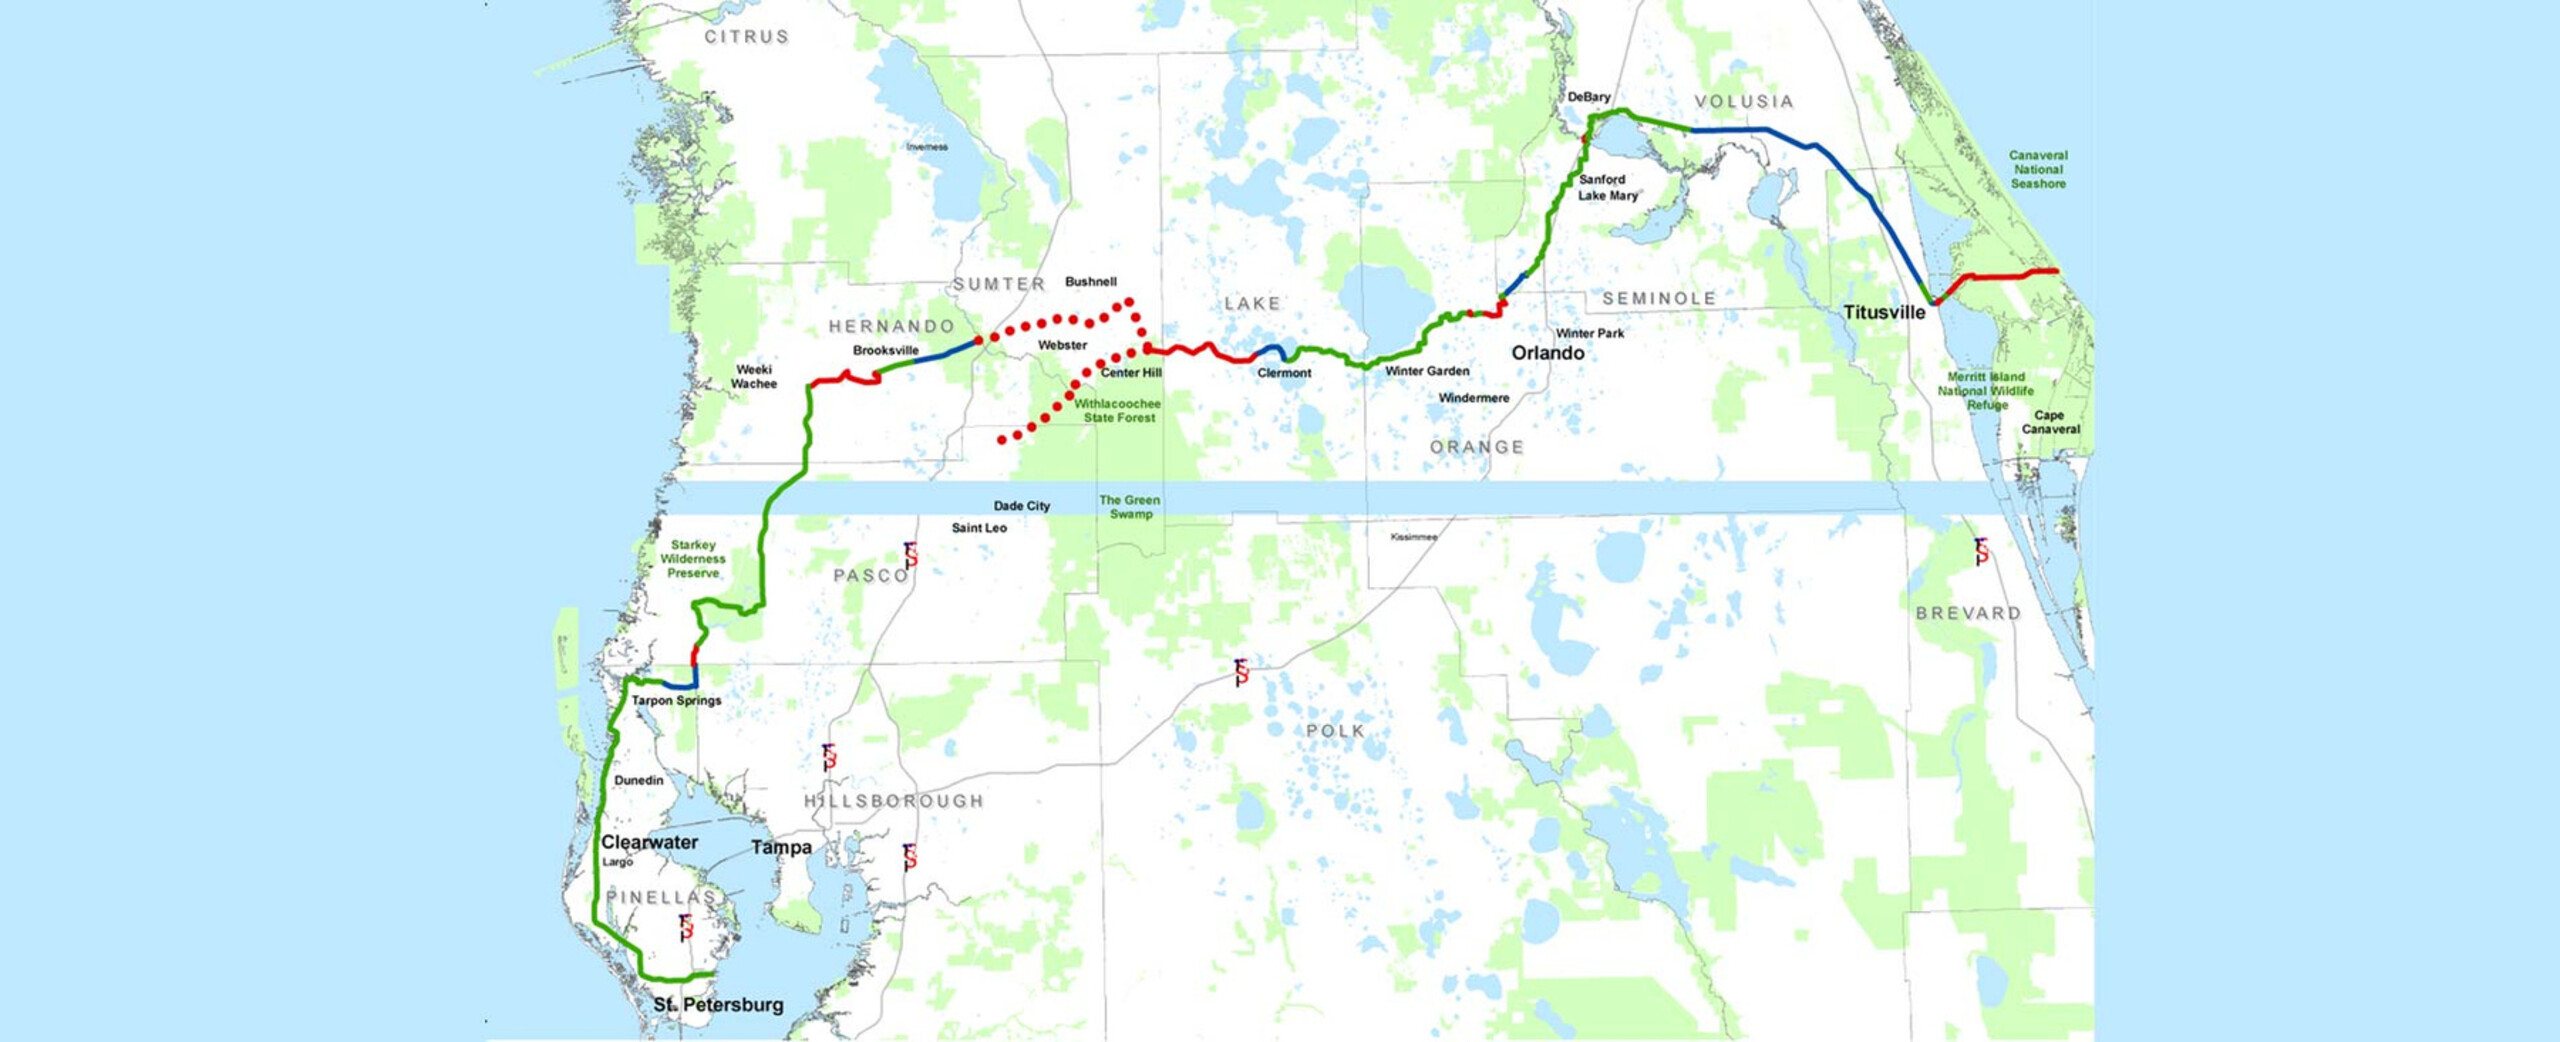 CITRUS
DeBary
VOLUSIA
Inverness
Canaveral
National
Seashore
Sanford
Lake Mary
SUMTER
Bushnell
LAKE
SEMINOLE
Titusville
HERNANDO
Winter Park
Brooksville
Webster
Orlando
Weeki
Wachee
Center Hill
Clermont
Winter Garden
Merritt Island
National Wildlife
Refuge
Windermere
Withlacoochee
State Forest
Cape
Canaveral
ORANGE
Dade City
The Green
Swamp
Saint Leo
Kissimmee
Starkey
Wilderness
Preserve
PASCO
BREVARD
Tarpon Springs
POLK
Dunedin
HILLSBOROUGH
Clearwater
Tampa
Largo
PINELLAS
St. Petersburg